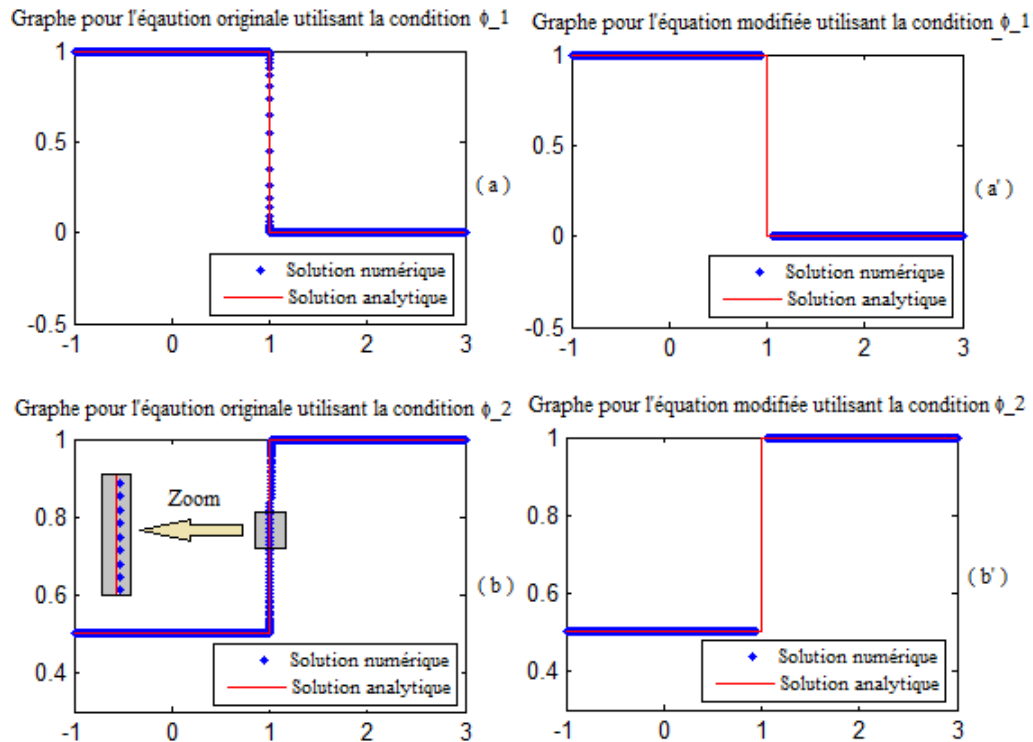 Graphe pour l'éqaution originale utilisant la condition ϕ_1
1
0.5
0
-0.5
-1
0
1
2
3
Solution numérique
Solution analytique
( a )
Graphe pour l'équation modifiée utilisant la condition ϕ_1
1
0.5
0
-0.5
-1
0
1
2
3
Solution numérique
Solution analytique
( a' )
Graphe pour l'éqaution originale utilisant la condition ϕ_2
1
0.8
0.6
0.4
-1
0
1
2
3
Zoom
Solution numérique
Solution analytique
( b )
Graphe pour l'équation modifiée utilisant la condition ϕ_2
1
0.8
0.6
0.4
-1
0
1
2
3
Solution numérique
Solution analytique
( b' )